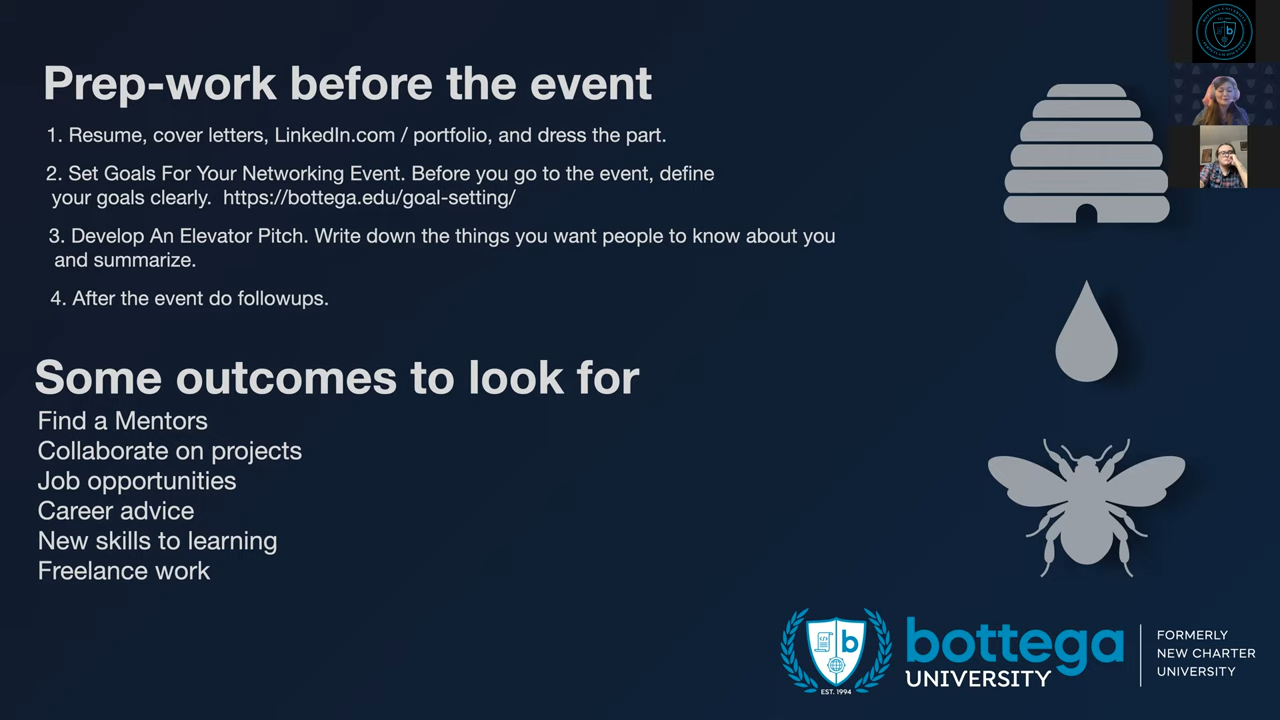 Prep-work before the event
1. Resume, cover letters, LinkedIn.com / portfolio, and dress the part.
2. Set Goals For Your Networking Event. Before you go to the event, define
your goals clearly. https://bottega.edu/goal-setting/
3. Develop An Elevator Pitch. Write down the things you want people to know about you
and summarize.
4. After the event do followups.
Some outcomes to look for
Find a Mentors
Collaborate on projects
Job opportunities
Career advice
New skills to learning
Freelance work
b
EST. 1994
bottega
UNIVERSITY
FORMERLY
NEW CHARTER
UNIVERSITY